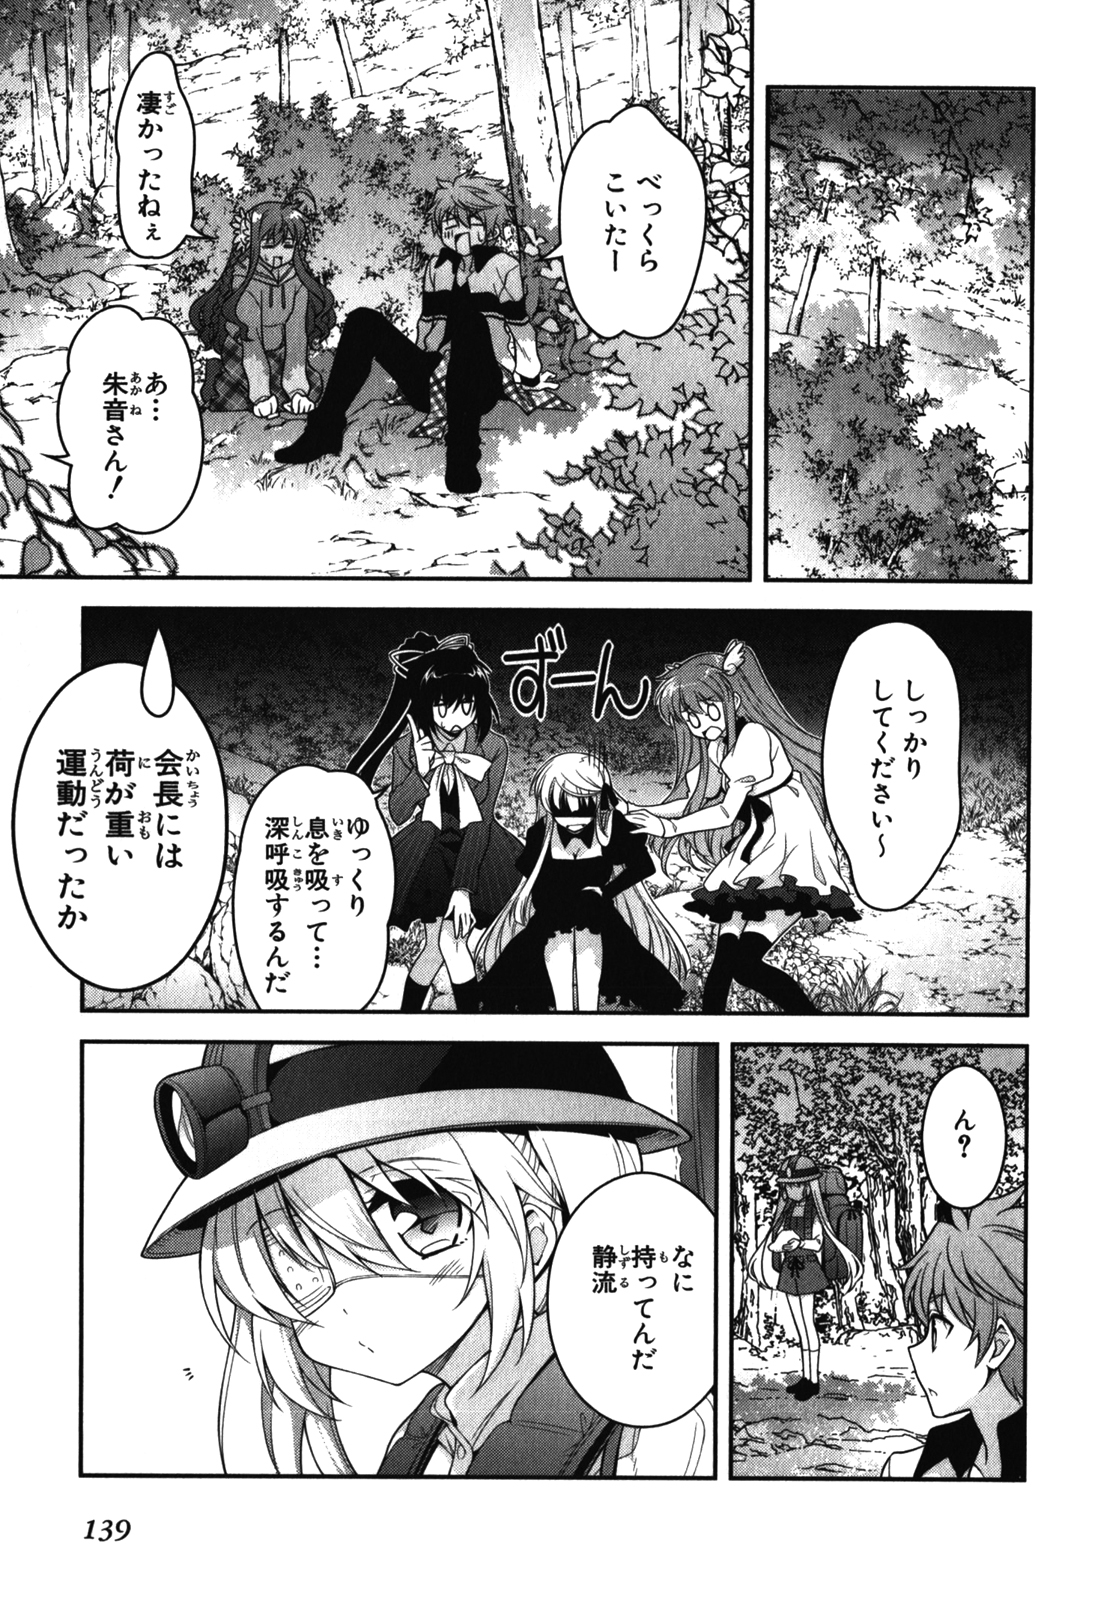 べっくら
こいたー
凄かったねぇ
あ…
朱音さん！
しっかり
してください～
ずーん
ゆっくり
息を吸って…
深呼吸するんだ
会長には
荷が重い
運動だったか
ん？
なに
持ってんだ
静流
139